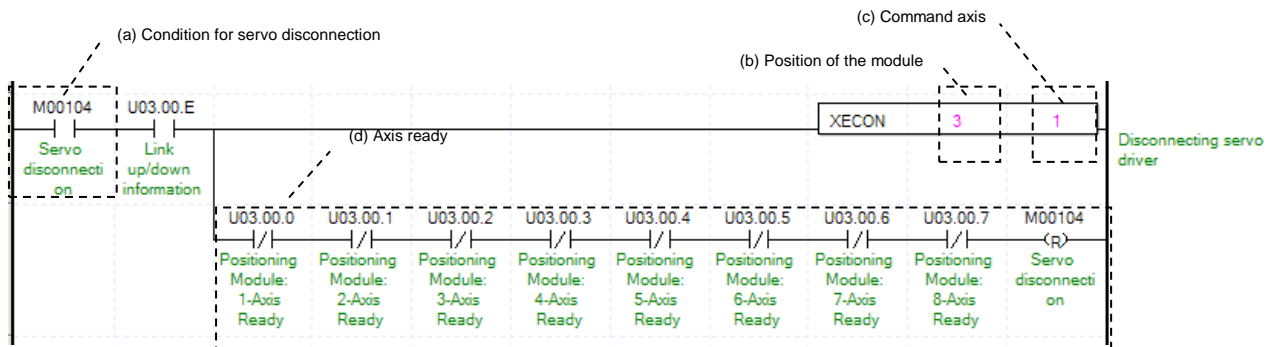 (c) Command axis
(a) Condition for servo disconnection
(b) Position of the module
M00104 U03.00.E
XECON 3 1
(d) Axis ready
Servo disconnecti on
Link up/down information
Disconnecting servo driver
U03.00.0 U03.00.1 U03.00.2 U03.00.3 U03.00.4 U03.00.5 U03.00.6 U03.00.7 M00104
(R)
Positioning Positioning Positioning Positioning Positioning Positioning Positioning Positioning Servo
Module: Module: Module: Module: Module: Module: Module: Module: disconnecti
1-Axis 2-Axis 3-Axis 4-Axis 5-Axis 6-Axis 7-Axis 8-Axis on
Ready Ready Ready Ready Ready Ready Ready Ready